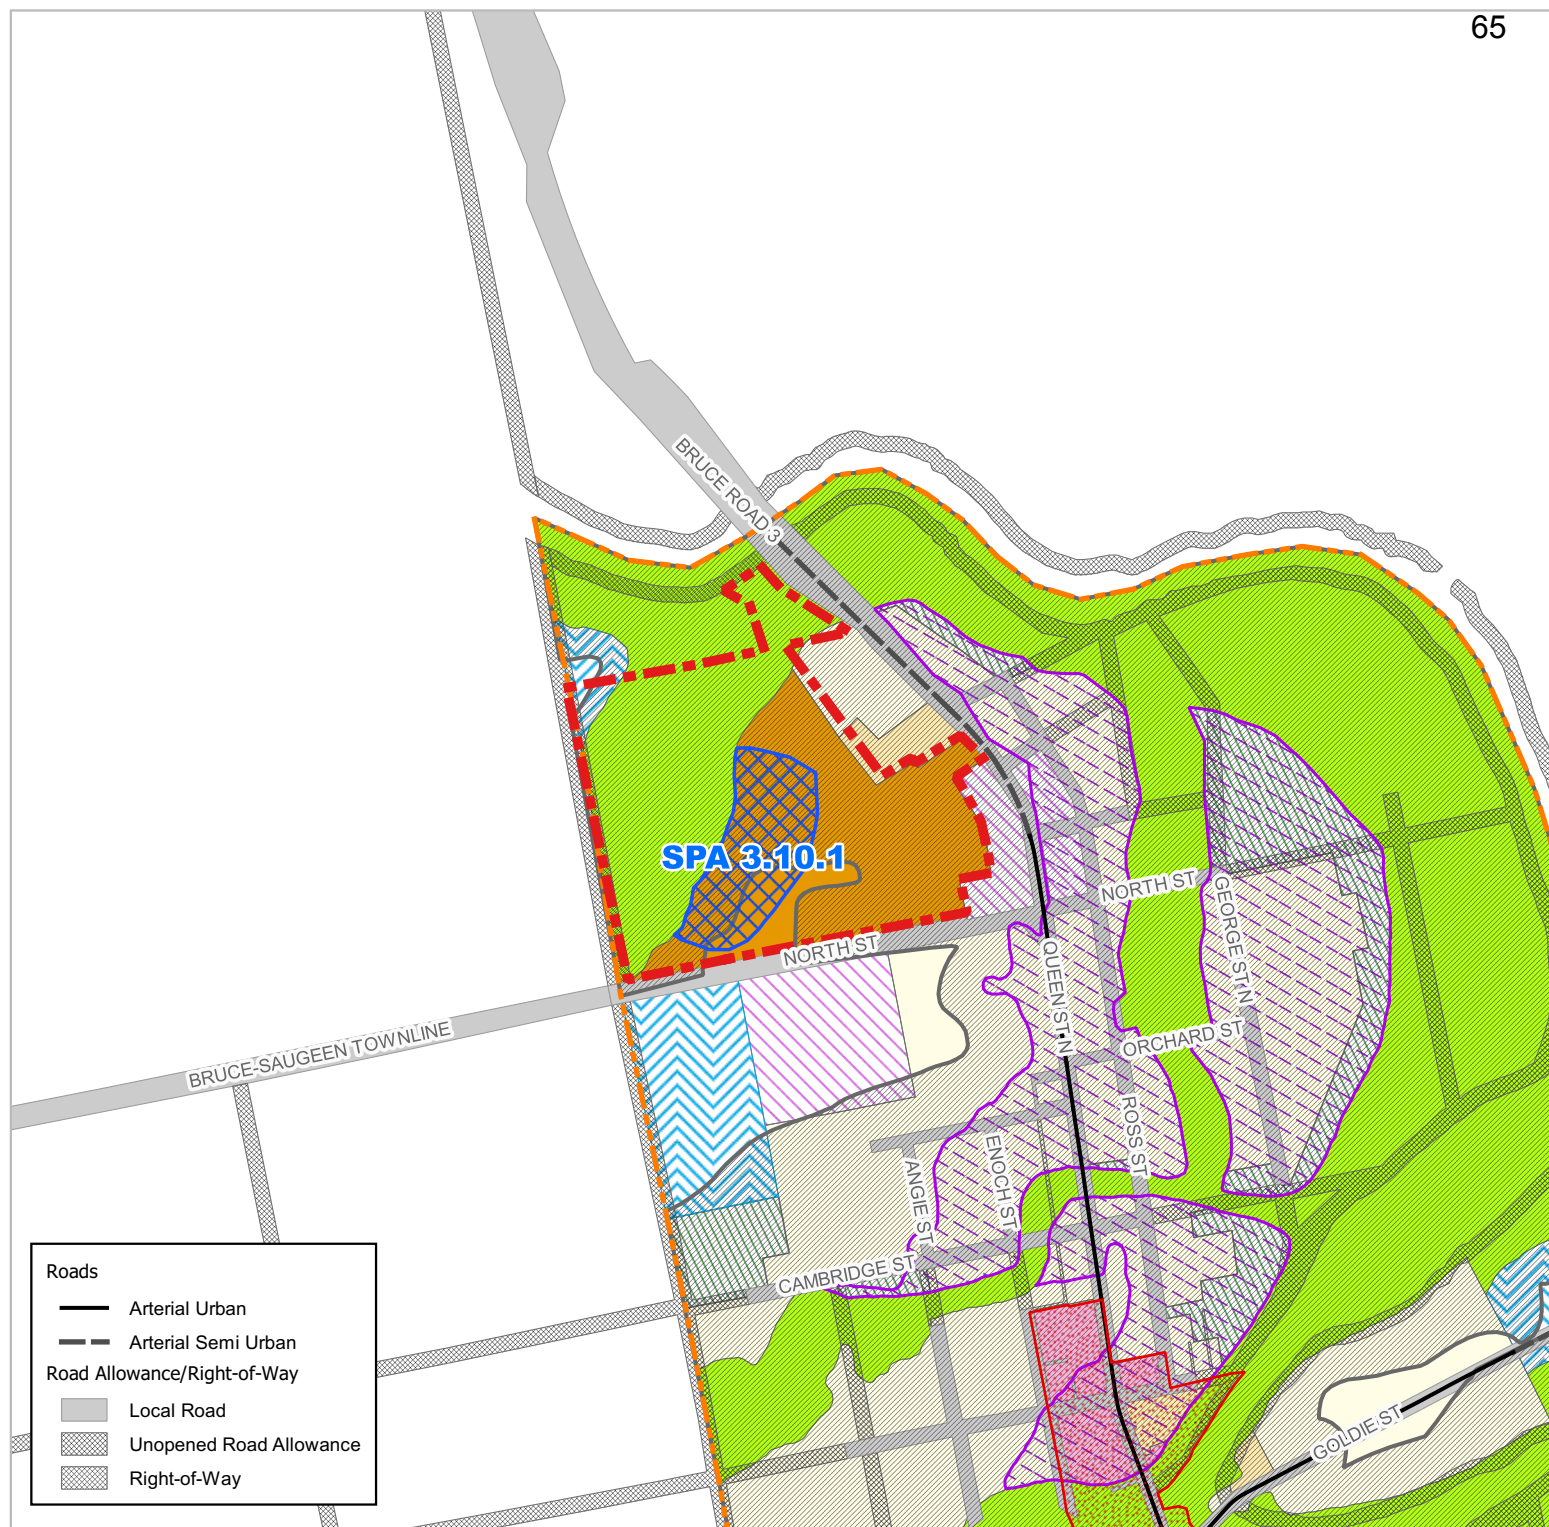 65
BRUCE ROAD 3
SPA 3.10.1
NORTH ST
GEORGE ST N
NORTH ST
QUEEN ST N
BRUCE-SAUGEEN TOWNLINE
ORCHARD ST
ROSS ST
ENOCH ST
ANGIE ST
CAMBRIDGE ST
GOLDIE ST
Roads
Arterial Urban
Arterial Semi Urban
Road Allowance/Right-of-Way
Local Road
Unopened Road Allowance
Right-of-Way